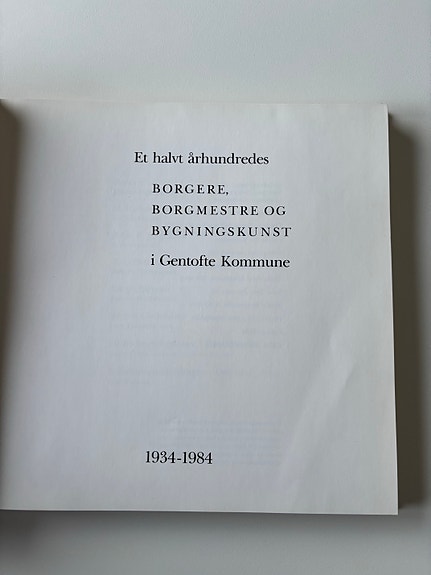 Et halvt århundredes
BORGERE,
BORGMESTRE OG
BYGNINGSKUNST
i Gentofte Kommune
1934-1984